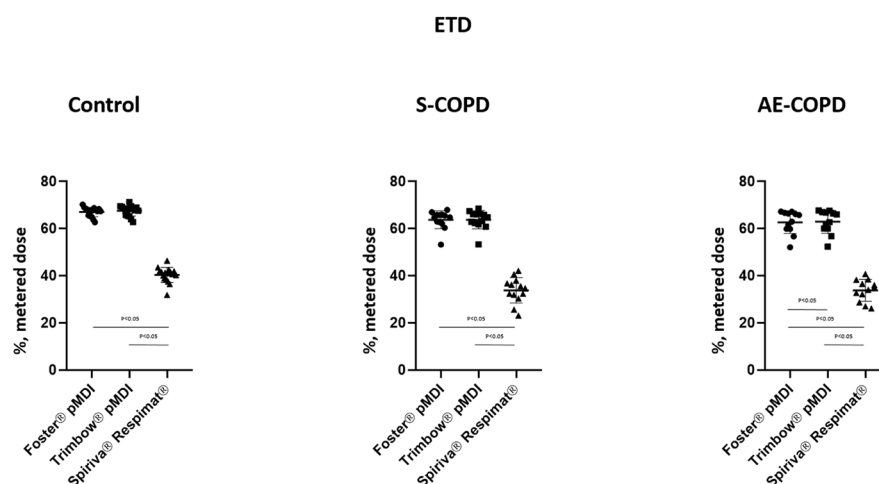 ETD
Control
%, metered dose
80
60
40
20
0
P<0.05
P<0.05
Foster® pMDI
Trimbow® pMDI
Spiriva® Respimat®
S-COPD
%, metered dose
80
60
40
20
0
P<0.05
P<0.05
Foster® pMDI
Trimbow® pMDI
Spiriva® Respimat®
AE-COPD
%, metered dose
80
60
40
20
0
P<0.05
P<0.05
P<0.05
Foster® pMDI
Trimbow® pMDI
Spiriva® Respimat®